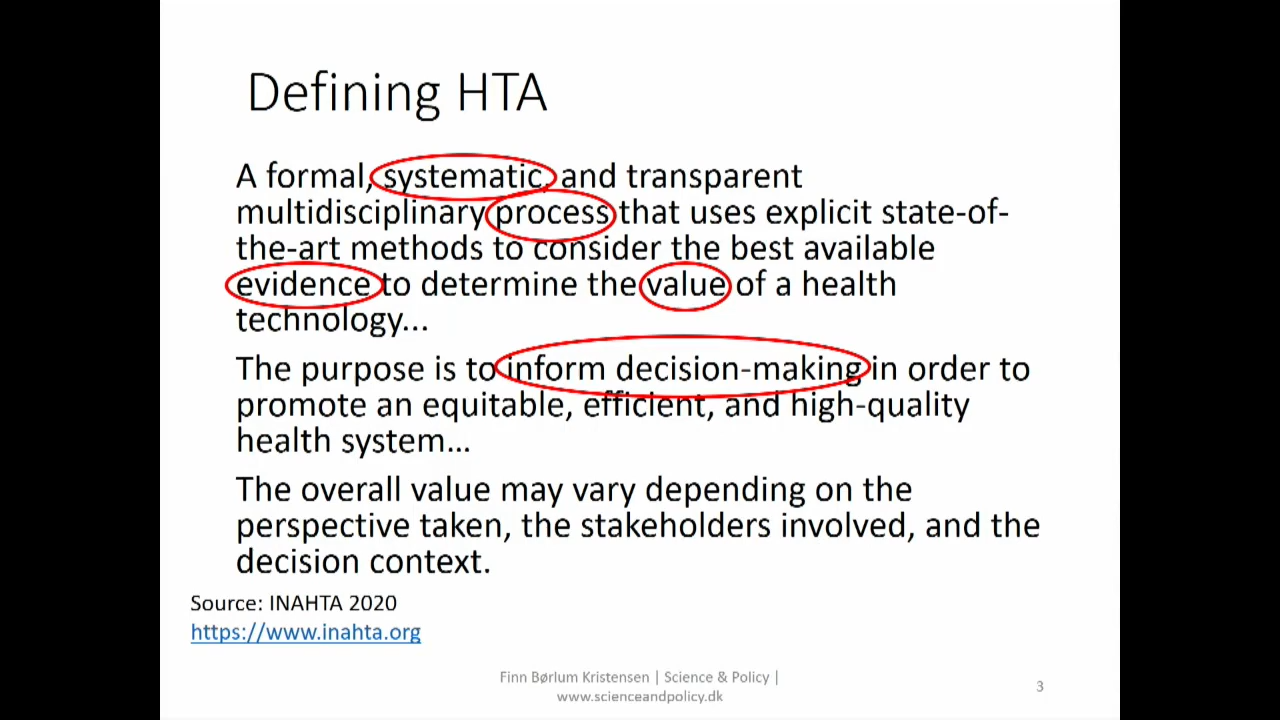 Defining HTA
A formal, systematic, and transparent
multidisciplinary process that uses explicit state-of-
the-art methods to consider the best available
evidence to determine the value of a health
technology...
The purpose is to inform decision-making in order to
promote an equitable, efficient, and high-quality
health system...
The overall value may vary depending on the
perspective taken, the stakeholders involved, and the
decision context.
Source: INAHTA 2020
https://www.inahta.org
Finn Børlum Kristensen | Science & Policy |
www.scienceandpolicy.dk
3